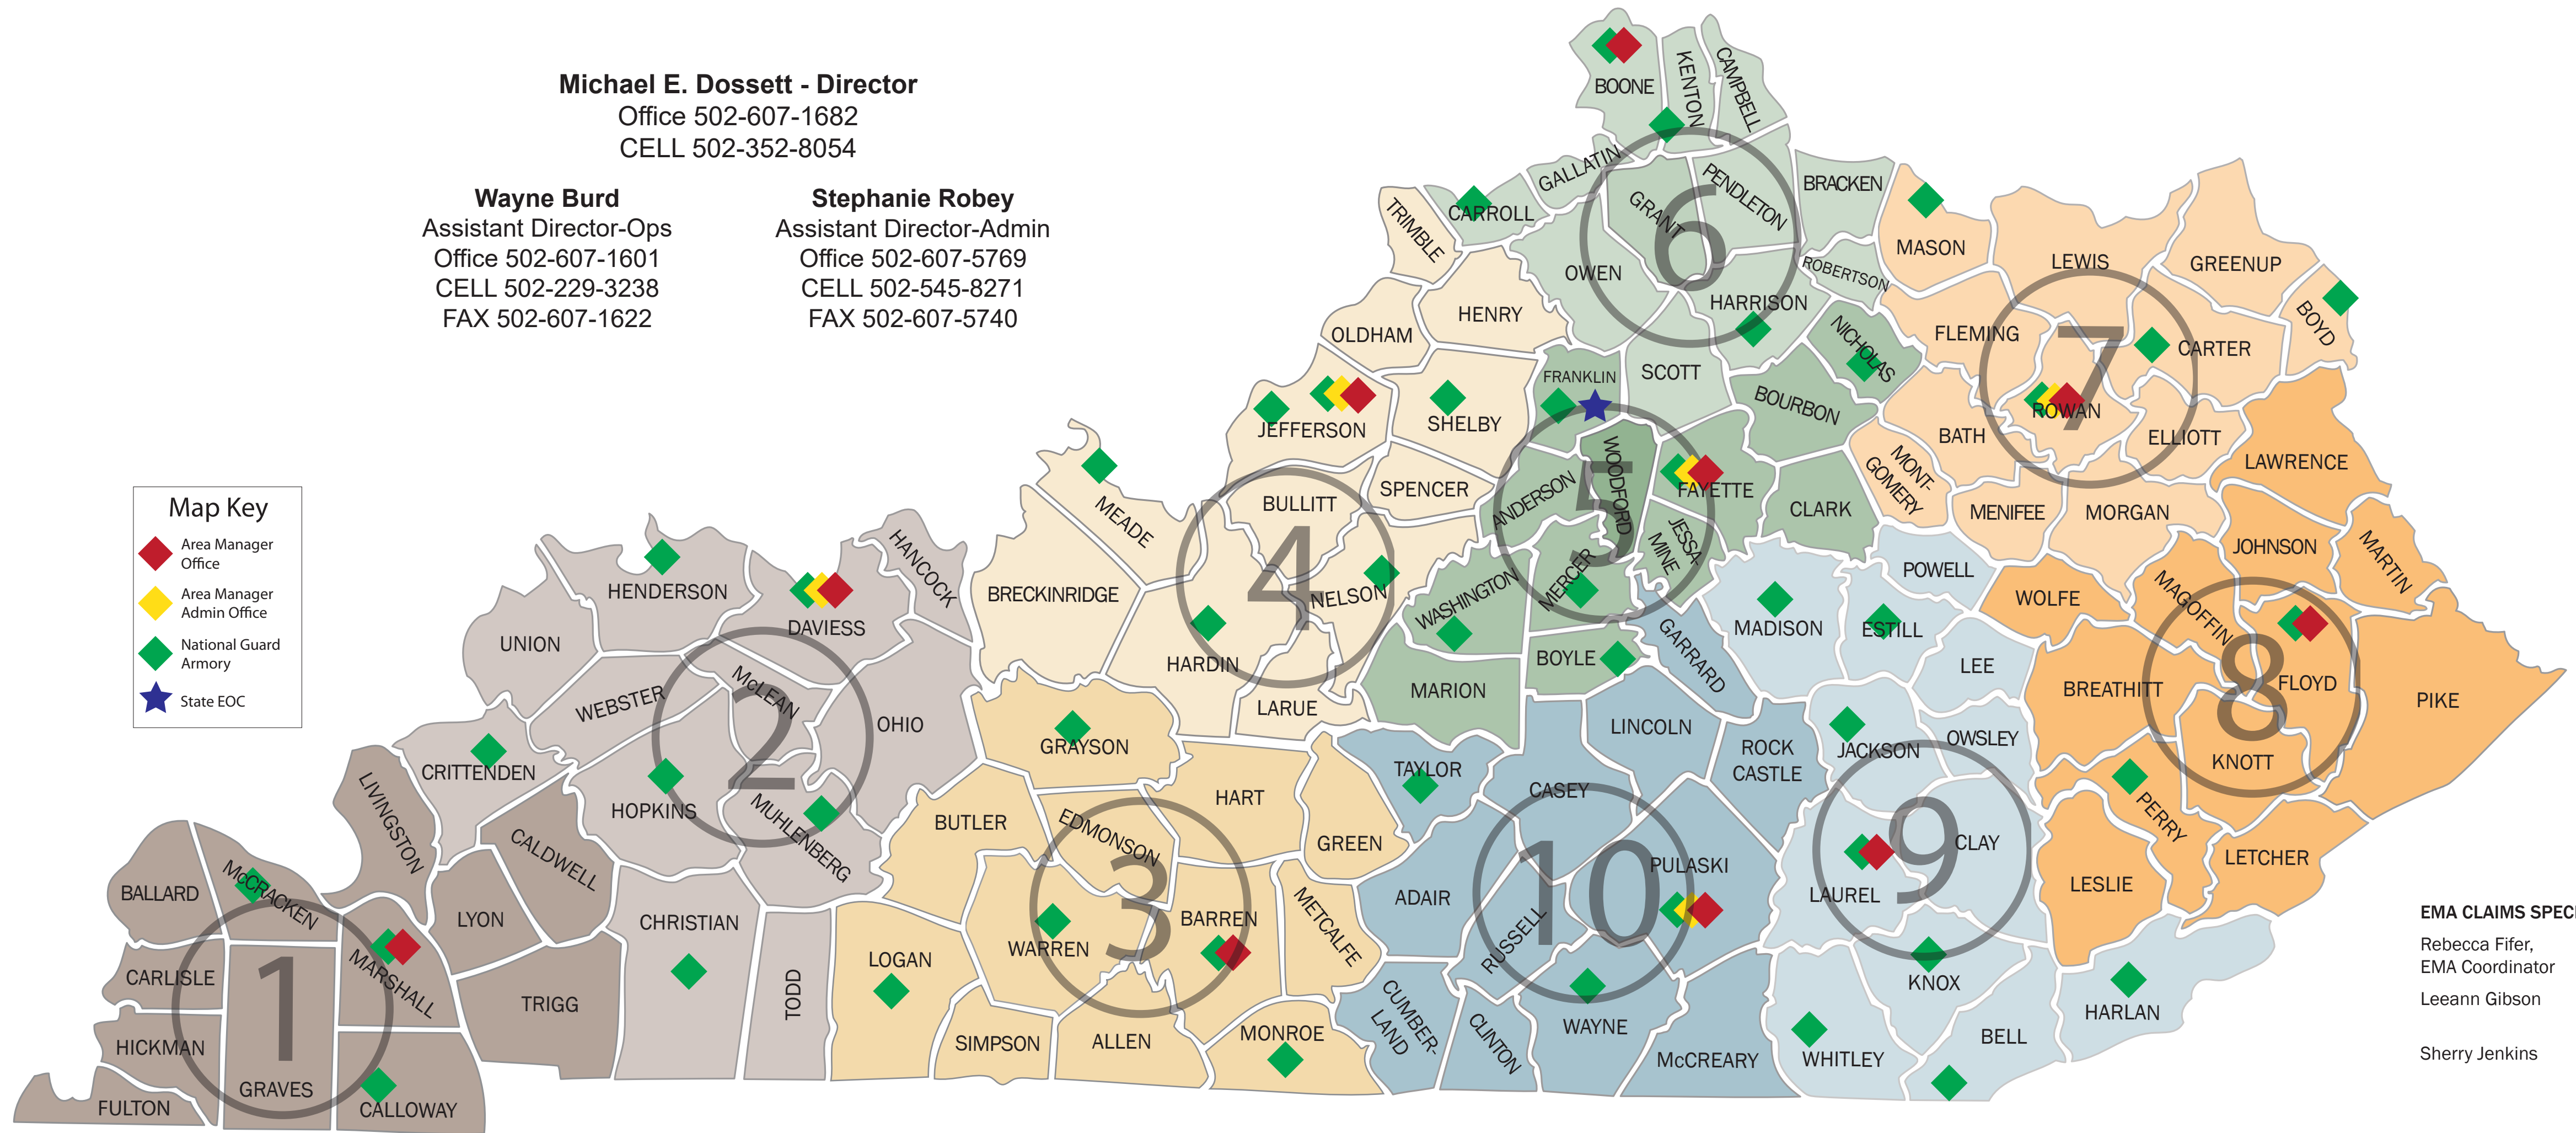 Michael E. Dossett - Director
Office 502-607-1682
CELL 502-352-8054
Wayne Burd
Assistant Director-Ops
Office 502-607-1601
CELL 502-229-3238
FAX 502-607-1622
Stephanie Robey
Assistant Director-Admin
Office 502-607-5769
CELL 502-545-8271
FAX 502-607-5740
Map Key
Area Manager
Office
Area Manager
Admin Office
National Guard
Armory
State EOC
1
BALLARD
McCRACKEN
LIVINGSTON
CALDWELL
LYON
CARLISLE
MARSHALL
TRIGG
HICKMAN
GRAVES
FULTON
CALLOWAY
2
HENDERSON
HANCOCK
DAVIESS
UNION
WEBSTER
McLEAN
OHIO
CRITTENDEN
HOPKINS
MUHLENBERG
CHRISTIAN
TODD
3
GRAYSON
BUTLER
EDMONSON
HART
GREEN
WARREN
BARREN
METCALFE
LOGAN
SIMPSON
ALLEN
MONROE
4
TRIMBLE
HENRY
OLDHAM
JEFFERSON
SHELBY
SPENCER
BULLITT
MEADE
BRECKINRIDGE
NELSON
HARDIN
LARUE
5
FRANKLIN
NICHOLAS
BOURBON
WOODFORD
FAYETTE
ANDERSON
CLARK
JESSA-
MINE
MERCER
WASHINGTON
BOYLE
MARION
6
BOONE
KENTON
CAMPBELL
GALLATIN
CARROLL
GRANT
PENDLETON
BRACKEN
OWEN
ROBERTSON
HARRISON
SCOTT
7
MASON
LEWIS
GREENUP
BOYD
FLEMING
CARTER
ROWAN
BATH
ELLIOTT
MONT-
GOMERY
MENIFEE
MORGAN
8
LAWRENCE
JOHNSON
MARTIN
WOLFE
MAGOFFIN
FLOYD
BREATHITT
PIKE
KNOTT
PERRY
LETCHER
LESLIE
9
POWELL
MADISON
ESTILL
LEE
JACKSON
OWSLEY
CLAY
LAUREL
KNOX
WHITLEY
BELL
HARLAN
10
GARRARD
LINCOLN
ROCK
CASTLE
TAYLOR
CASEY
PULASKI
ADAIR
RUSSELL
CUMBER-
LAND
CLINTON
WAYNE
McCREARY
EMA CLAIMS SPEC
Rebecca Fifer,
EMA Coordinator
Leeann Gibson
Sherry Jenkins